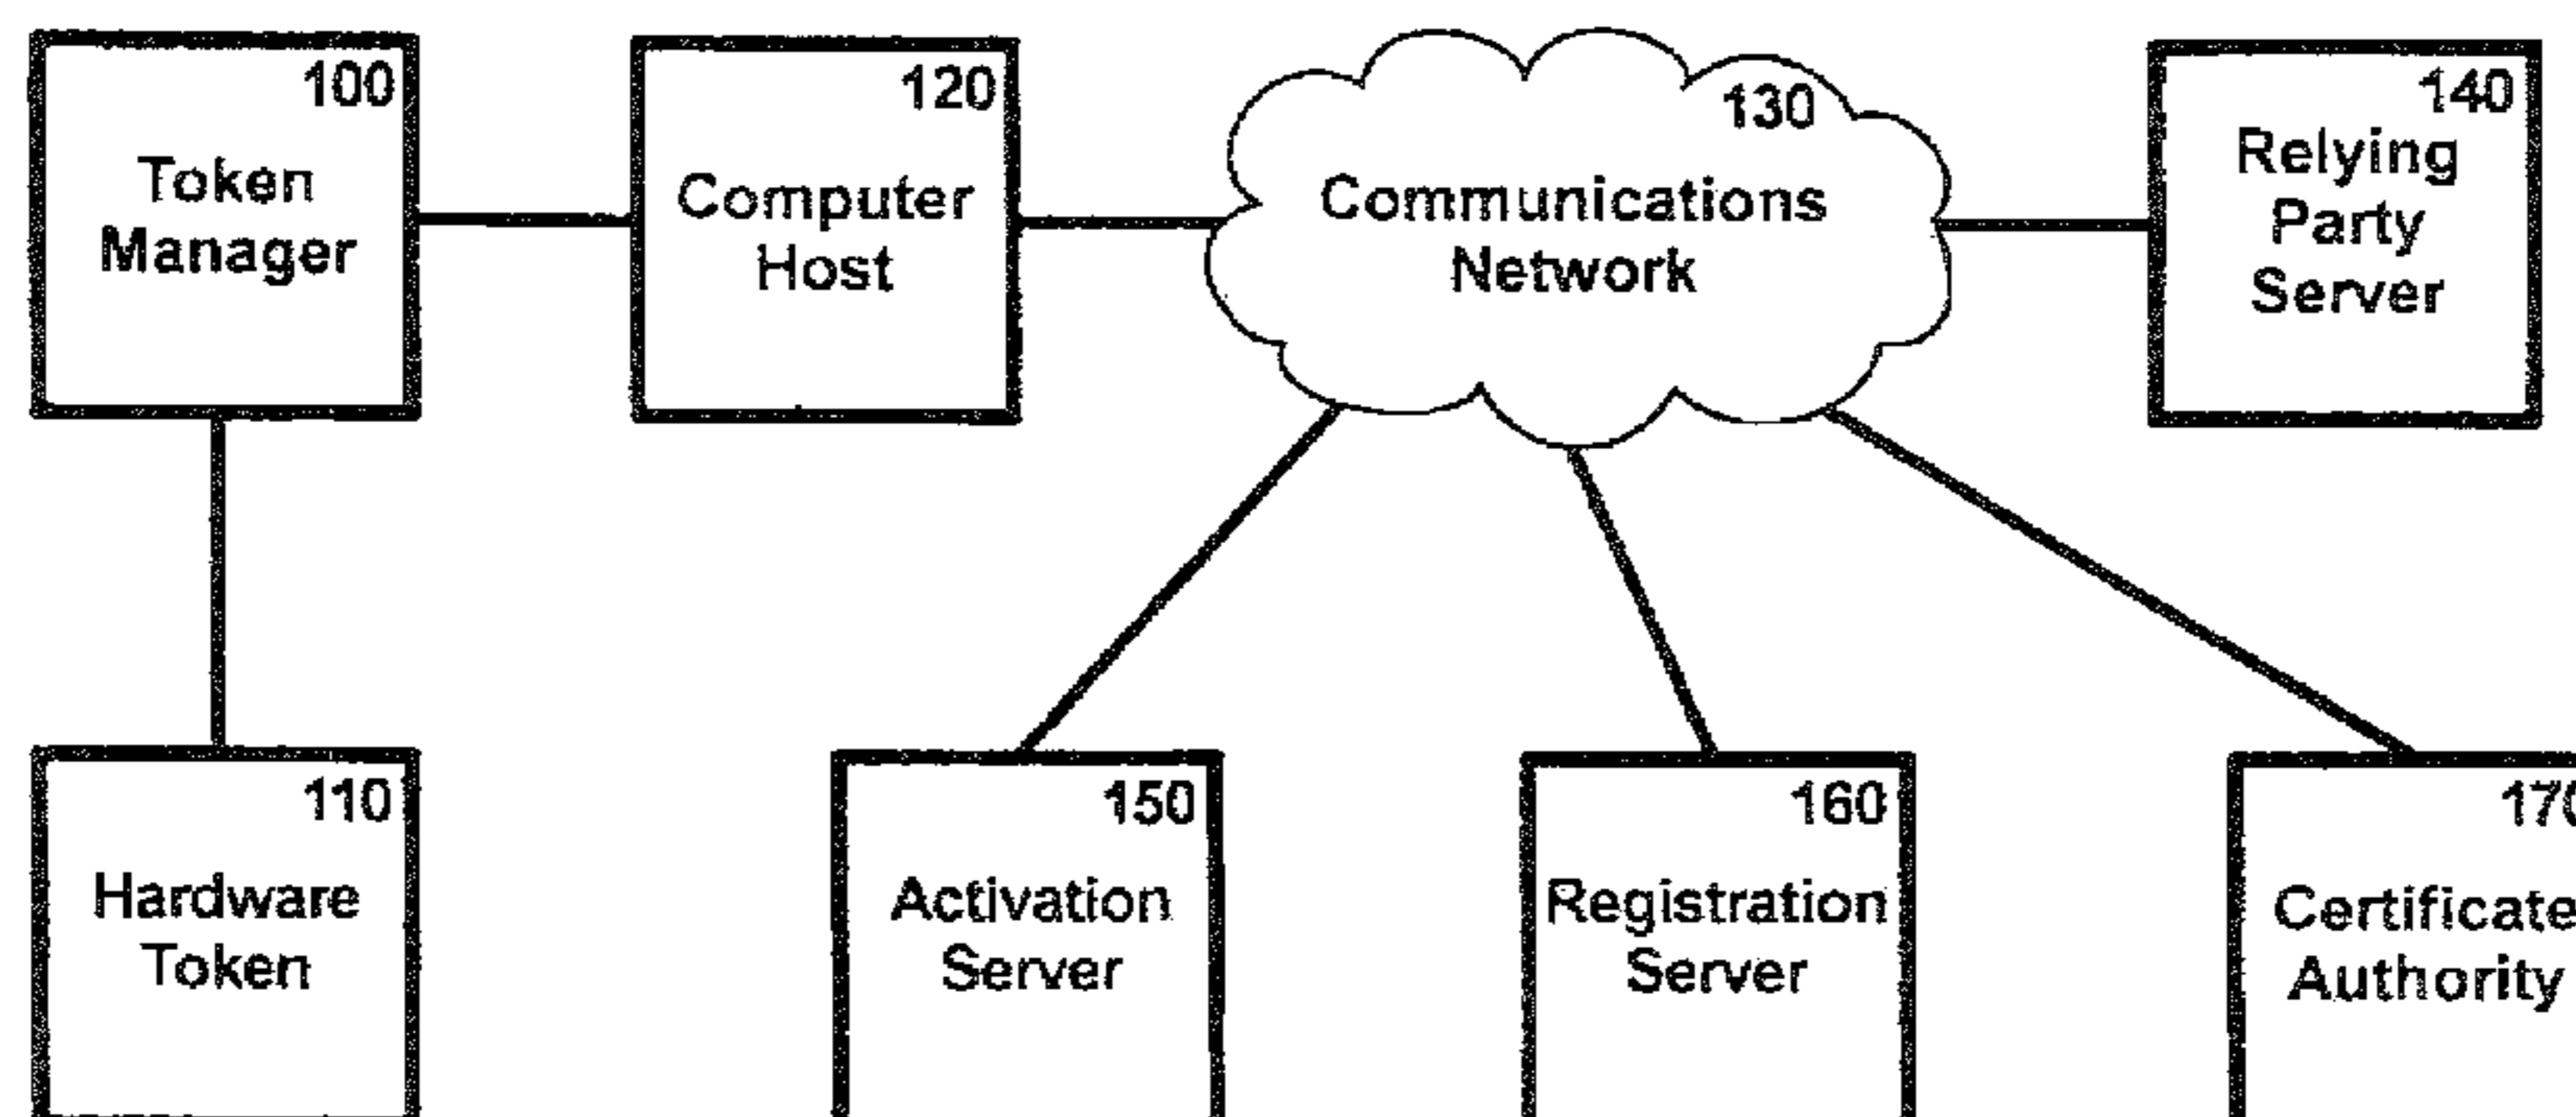 100
Token
Manager
120
Computer
Host
130
Communications
Network
140
Relying
Party
Server
110
Hardware
Token
150
Activation
Server
160
Registration
Server
170
Certificate
Authority